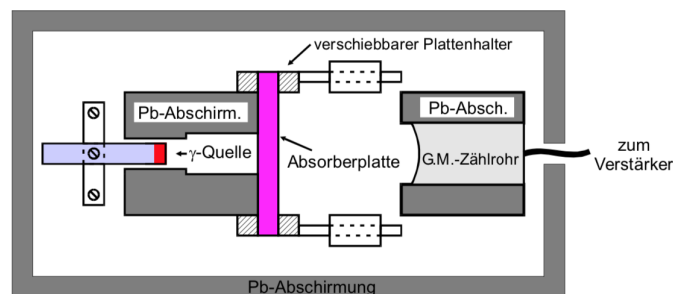 verschiebbarer Plattenhalter
Pb-Abschirm.
Pb-Absch.
γ-Quelle
Absorberplatte
G.M.-Zählrohr
zum
Verstärker
Pb-Abschirmung